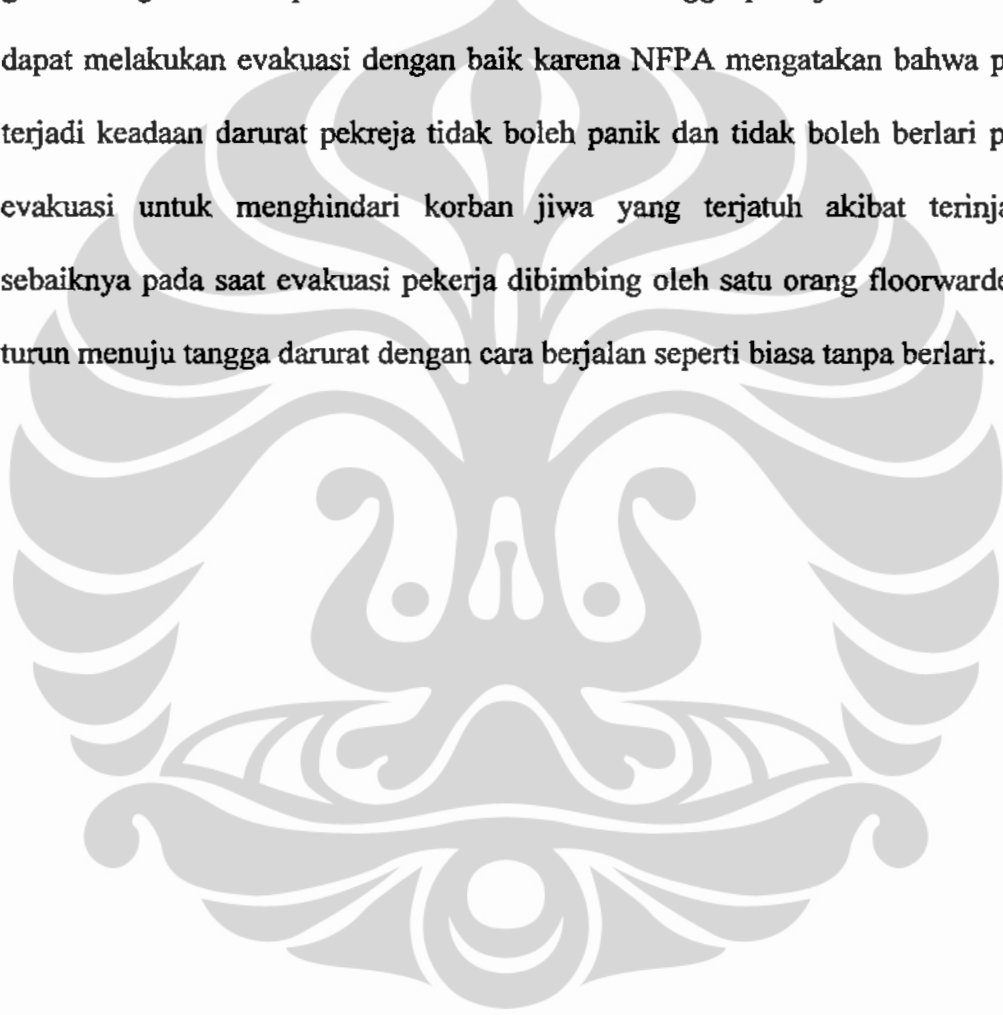 dapat melakukan evakuasi dengan baik karena NFPA mengatakan bahwa
terjadi keadaan darurat pekreja tidak boleh panik dan tidak boleh berlari
evakuasi untuk menghindari korban jiwa yang terjatuh akibat
sebaiknya pada saat evakuasi pekerja dibimbing oleh satu orang
turun menuju tangga darurat dengan cara berjalan seperti biasa tanpa berlari.